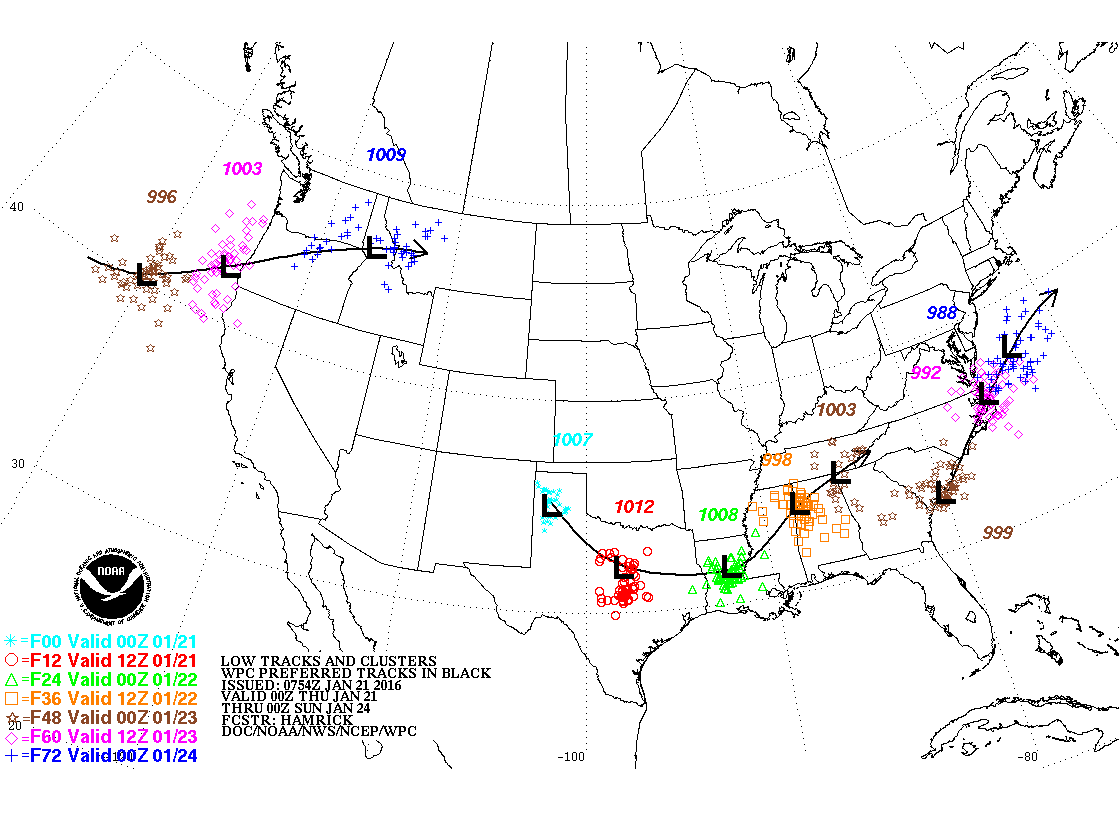 1009
1003
996
40
988
992
1003
1007
998
30
1012
1008
999
NOAA
=F00 Valid 00Z 01/21
=F12 Valid 12Z 01/21
=F24 Valid 00Z 01/22
=F36 Valid 12Z 01/22
=F48 Valid 00Z 01/23
20
=F60 Valid 12Z 01/23
=F72 Valid 00Z 01/24
LOW TRACKS AND CLUSTERS
WPC PREFERRED TRACKS IN BLACK
ISSUED: 0754Z JAN 21 2016
VALID 00Z THU JAN 21
THRU 00Z SUN JAN 24
FCSTR: HAMRICK
DOC/NOAA/NWS/NCEP/WPC
-100
-80
L
L
L
L
L
L
L
L
L
L
L